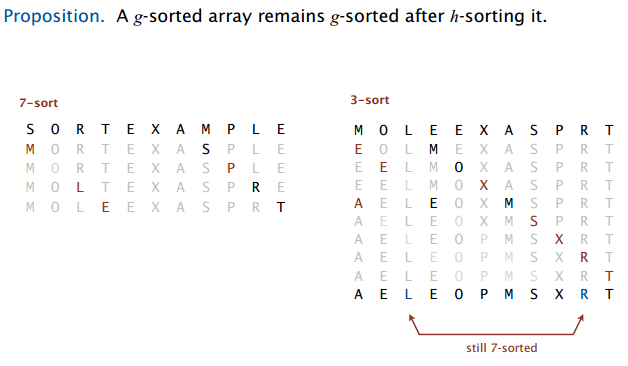 Proposition. A g-sorted array remains g-sorted after h-sorting it.
7-sort
S O R T E X A M P L E
M O R T E X A S P L E
M O R T E X A S P L E
M O L T E X A S P R E
M O L E E X A S P R T
3-sort
M O L E E X A S P R T
E O L M E X A S P R T
E E L M O X A S P R T
E E L M O X A S P R T
A E L E O X M S P R T
A E L E O X M S P R T
A E L E O P M S X R T
A E L E O P M S X R T
A E L E O P M S X R T
A E L E O P M S X R T
still 7-sorted